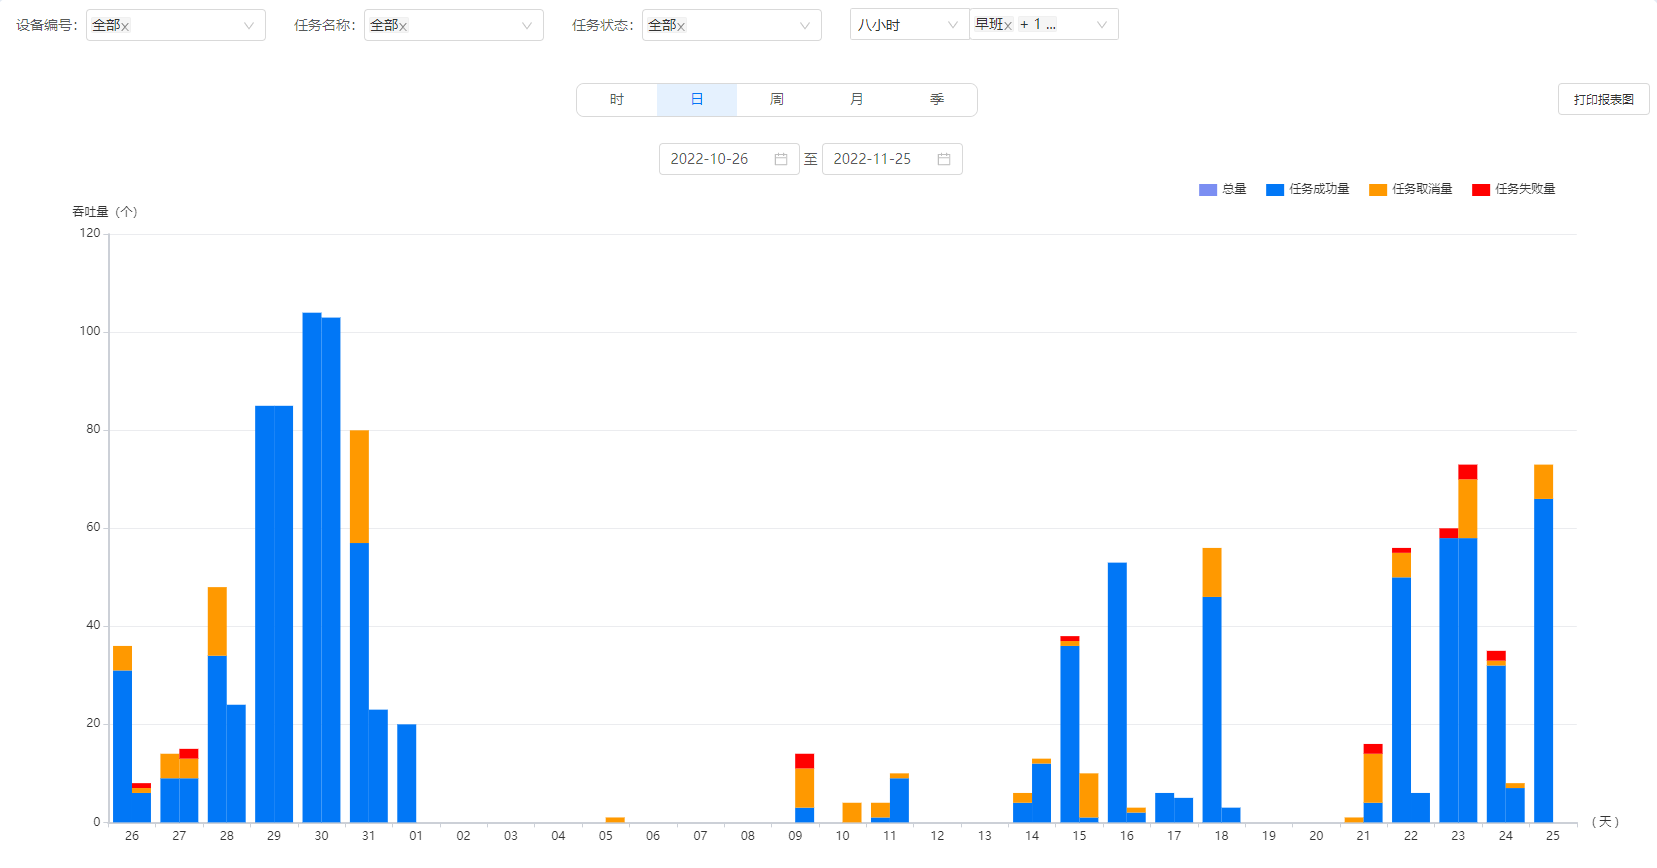 设备编号： 全部x 任务名称： 全部x 任务状态： 全部x 八小时 早班x + 1 ...
时 日 周 月 季 打印报表图
2022-10-26 至 2022-11-25
总量 任务成功量 任务取消量 任务失败量
吞吐量（个）
120
100
80
60
40
20
0
26 27 28 29 30 31 01 02 03 04 05 06 07 08 09 10 11 12 13 14 15 16 17 18 19 20 21 22 23 24 25 （天）